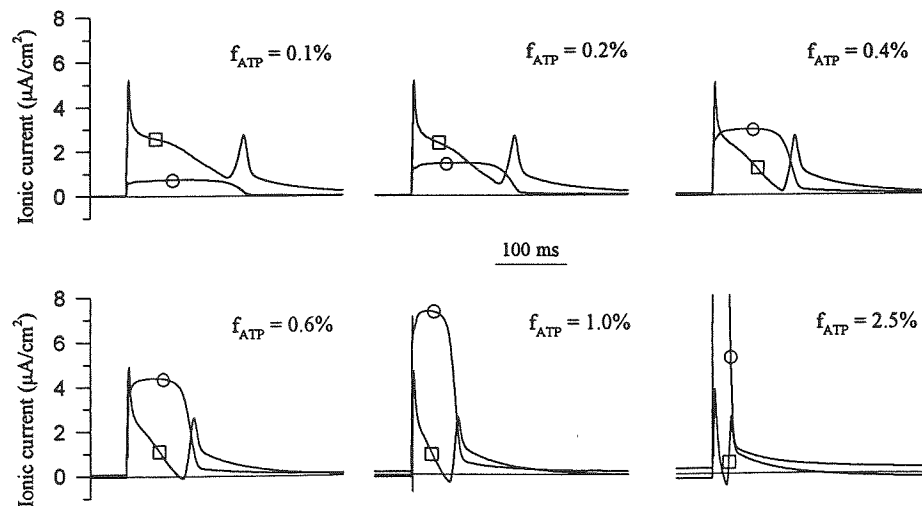 Ionic current (μA/cm²)
8
6
4
2
0
f_ATP = 0.1%
f_ATP = 0.2%
f_ATP = 0.4%
100 ms
Ionic current (μA/cm²)
8
6
4
2
0
f_ATP = 0.6%
f_ATP = 1.0%
f_ATP = 2.5%